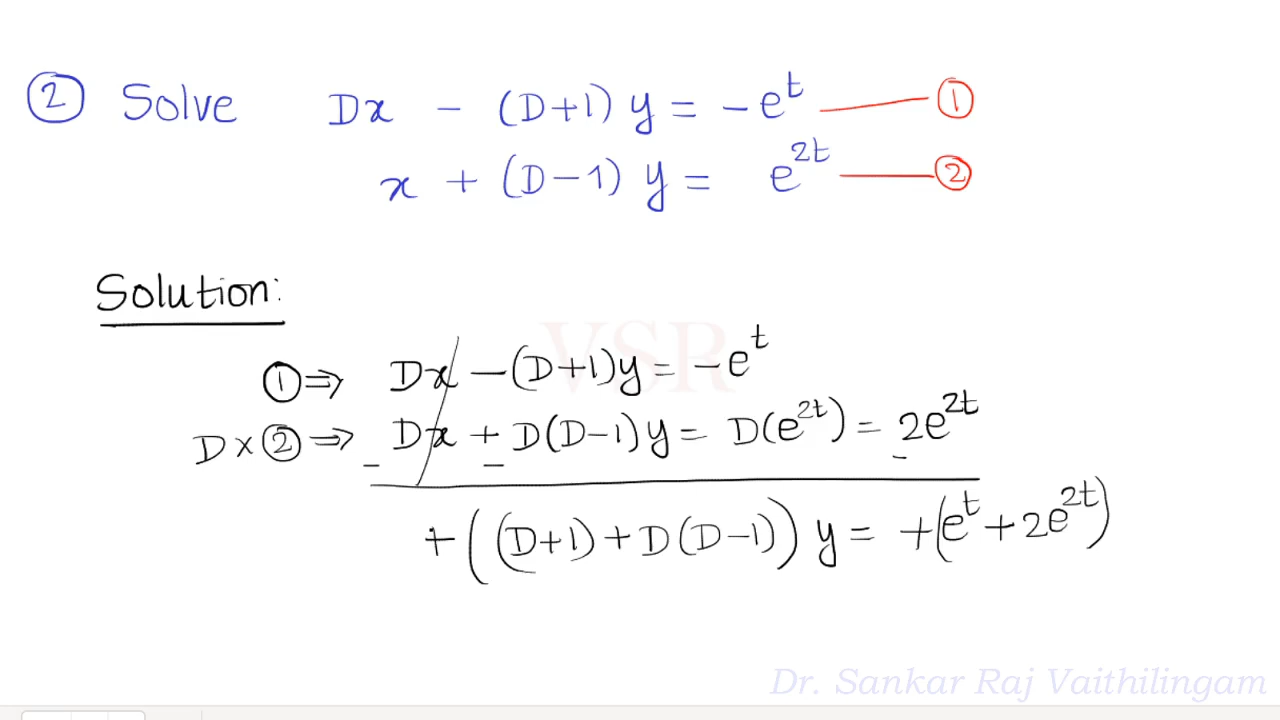 ② Solve Dx - (D+1) y = -e^t —— ①
x + (D-1) y = e^2t —— ②
Solution:
① ⇒ Dx - (D+1)y = -e^t
VSR
D × ② ⇒ Dx + D(D-1)y = D(e^2t) = 2e^2t
- - -
+ ((D+1) + D(D-1)) y = +(e^t + 2e^2t)
Dr. Sankar Raj Vaithilingam